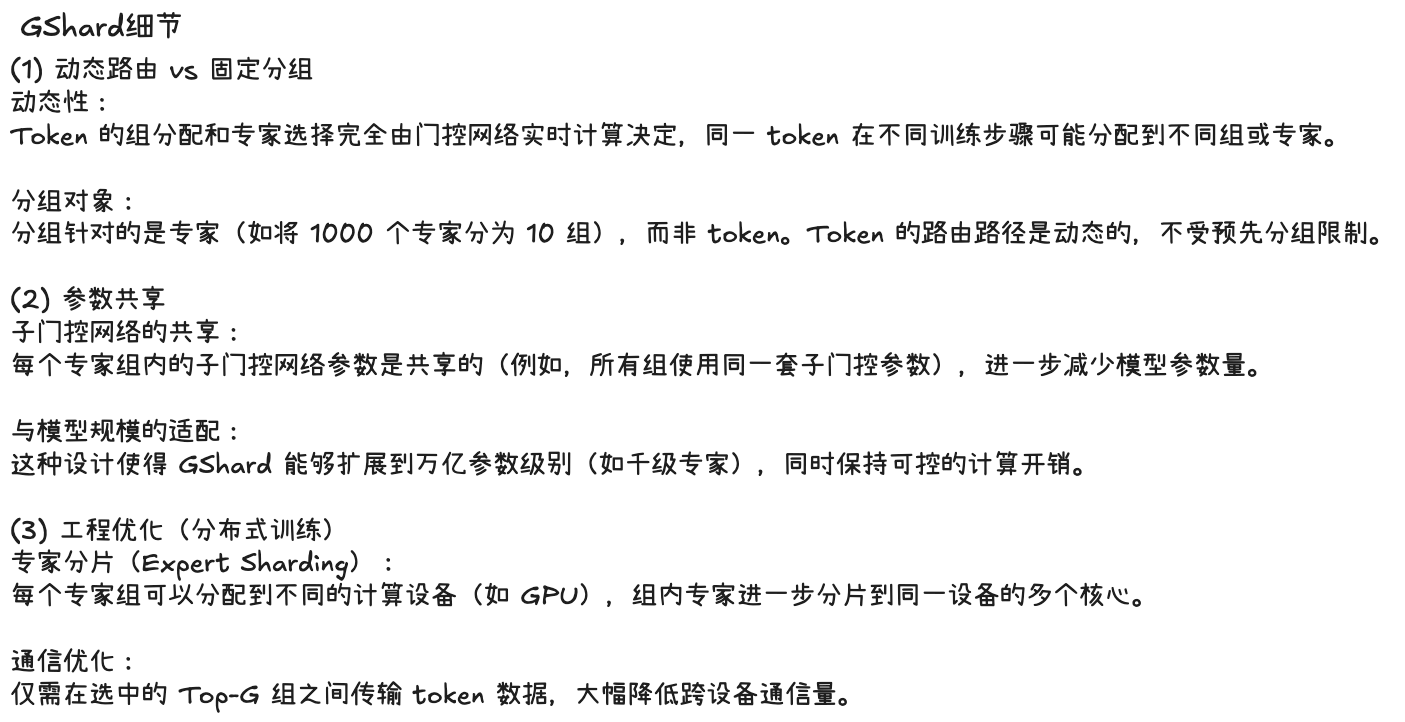 GShard细节
(1) 动态路由 vs 固定分组
动态性：
Token 的组分配和专家选择完全由门控网络实时计算决定，同一 token 在不同训练步骤可能分配到不同组或专家。
分组对象：
分组针对的是专家（如将 1000 个专家分为 10 组），而非 token。Token 的路由路径是动态的，不受预先分组限制。
(2) 参数共享
子门控网络的共享：
每个专家组内的子门控网络参数是共享的（例如，所有组使用同一套子门控参数），进一步减少模型参数量。
与模型规模的适配：
这种设计使得 GShard 能够扩展到万亿参数级别（如千级专家），同时保持可控的计算开销。
(3) 工程优化（分布式训练）
专家分片（Expert Sharding）：
每个专家组可以分配到不同的计算设备（如 GPU），组内专家进一步分片到同一设备的多个核心。
通信优化：
仅需在选中的 Top-G 组之间传输 token 数据，大幅降低跨设备通信量。